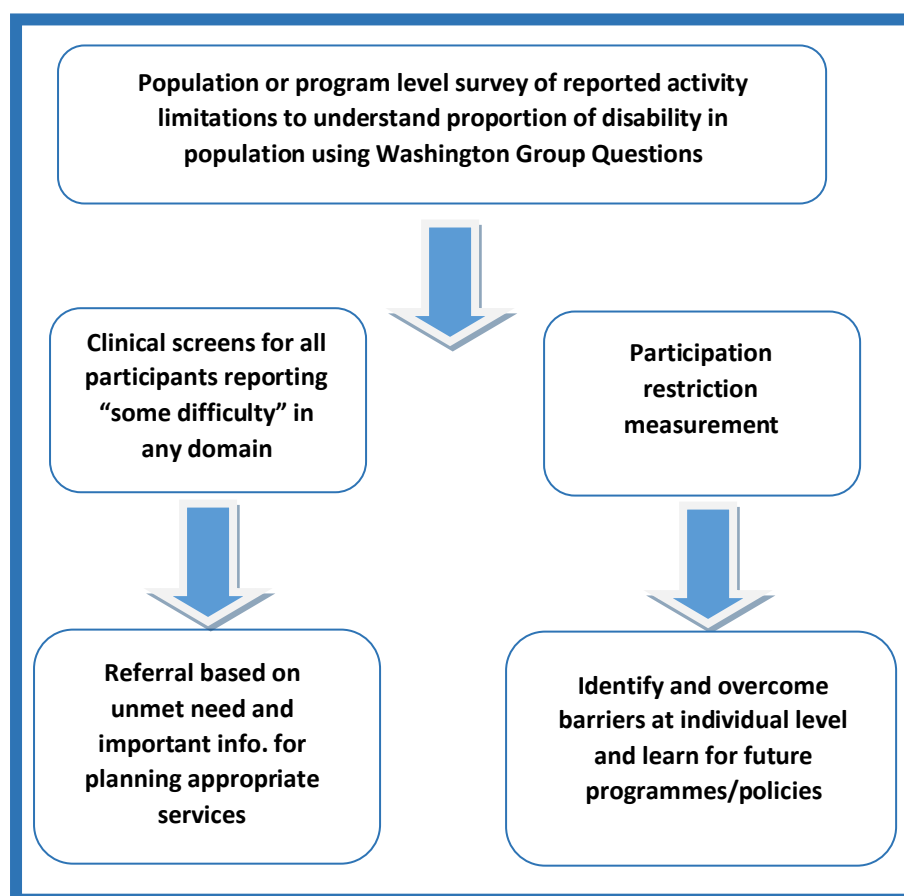 Population or program level survey of reported activity
limitations to understand proportion of disability in
population using Washington Group Questions
Clinical screens for all
participants reporting
“some difficulty” in
any domain
Participation
restriction
measurement
Referral based on
unmet need and
important info. for
planning appropriate
services
Identify and overcome
barriers at individual level
and learn for future
programmes/policies